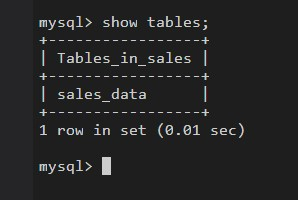 mysql> show tables;
+-----------------+
| Tables_in_sales |
+-----------------+
| sales_data      |
+-----------------+
1 row in set (0.01 sec)
mysql>